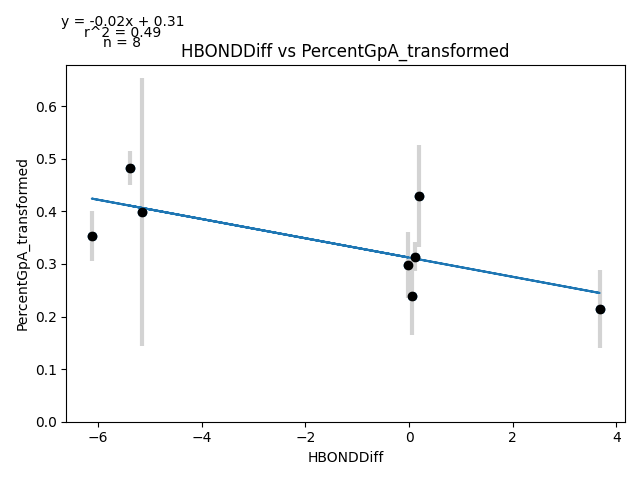 y = -0.02x + 0.31
r^2 = 0.49
n = 8
HBONDDiff vs PercentGpA_transformed
PercentGpA_transformed
0.6
0.5
0.4
0.3
0.2
0.1
0.0
−6
−4
−2
0
2
4
HBONDDiff